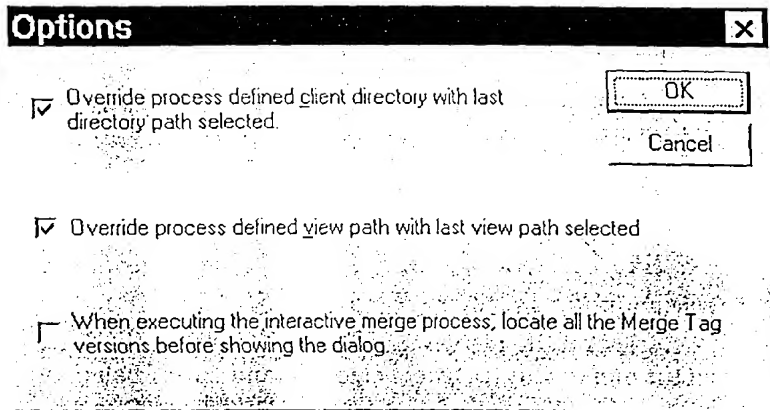 Options
Override process defined client directory with last
directory path selected.
OK
Cancel
Override process defined view path with last view path selected
When executing the interactive merge process, locate all the Merge Tag
versions before showing the dialog.